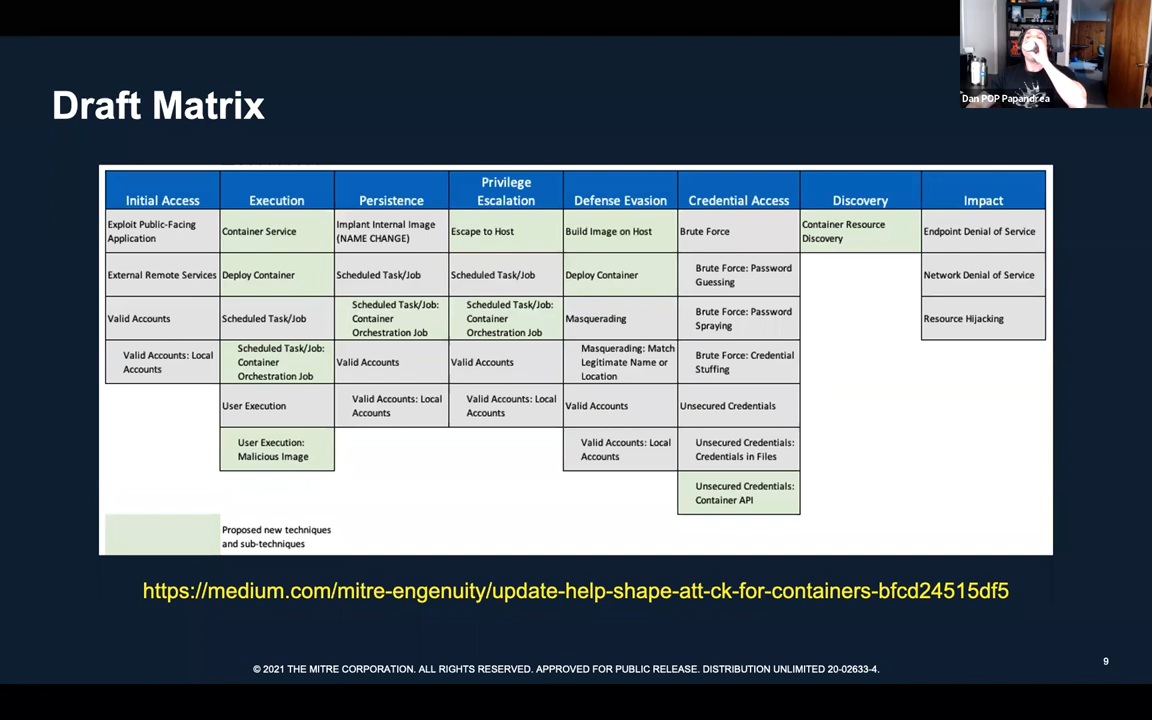 Dan POP Papandrea
Draft Matrix
Initial Access
Execution
Persistence
Privilege
Escalation
Defense Evasion
Credential Access
Discovery
Impact
Exploit Public-Facing
Application
Container Service
Implant Internal Image
(NAME CHANGE)
Escape to Host
Build Image on Host
Brute Force
Container Resource
Discovery
Endpoint Denial of Service
External Remote Services
Deploy Container
Scheduled Task/Job
Scheduled Task/Job
Deploy Container
Brute Force: Password
Guessing
Network Denial of Service
Valid Accounts
Scheduled Task/Job
Scheduled Task/Job:
Container
Orchestration Job
Scheduled Task/Job:
Container
Orchestration Job
Masquerading
Brute Force: Password
Spraying
Resource Hijacking
Valid Accounts: Local
Accounts
Scheduled Task/Job:
Container
Orchestration Job
Valid Accounts
Valid Accounts
Masquerading: Match
Legitimate Name or
Location
Brute Force: Credential
Stuffing
User Execution
Valid Accounts: Local
Accounts
Valid Accounts: Local
Accounts
Valid Accounts
Unsecured Credentials
User Execution:
Malicious Image
Valid Accounts: Local
Accounts
Unsecured Credentials:
Credentials in Files
Unsecured Credentials:
Container API
Proposed new techniques
and sub-techniques
https://medium.com/mitre-engenuity/update-help-shape-att-ck-for-containers-bfcd24515df5
© 2021 THE MITRE CORPORATION. ALL RIGHTS RESERVED. APPROVED FOR PUBLIC RELEASE. DISTRIBUTION UNLIMITED 20-02633-4.
9